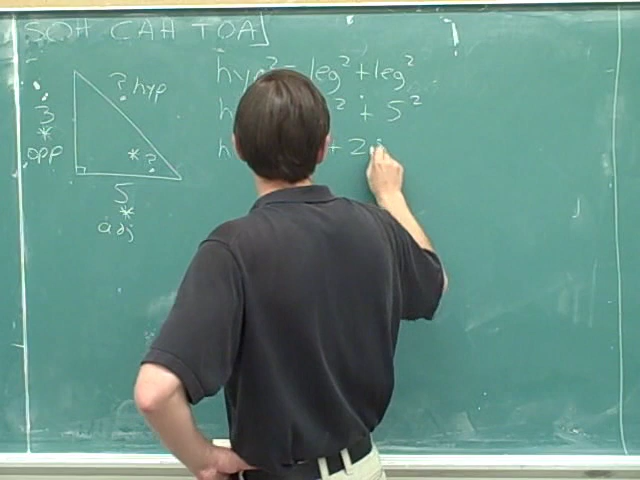 SOH CAH TOA
? hyp
3
*
opp
* ?
5
*
adj
hyp² = leg² + leg²
h ² + 5²
h + 2